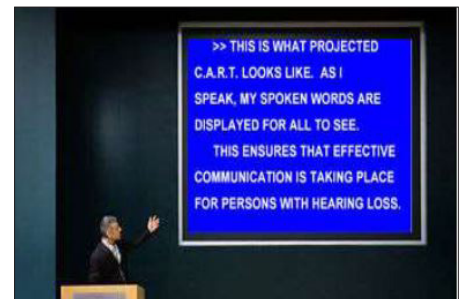 >> THIS IS WHAT PROJECTED
C.A.R.T. LOOKS LIKE. AS I
SPEAK, MY SPOKEN WORDS ARE
DISPLAYED FOR ALL TO SEE.
THIS ENSURES THAT EFFECTIVE
COMMUNICATION IS TAKING PLACE
FOR PERSONS WITH HEARING LOSS.